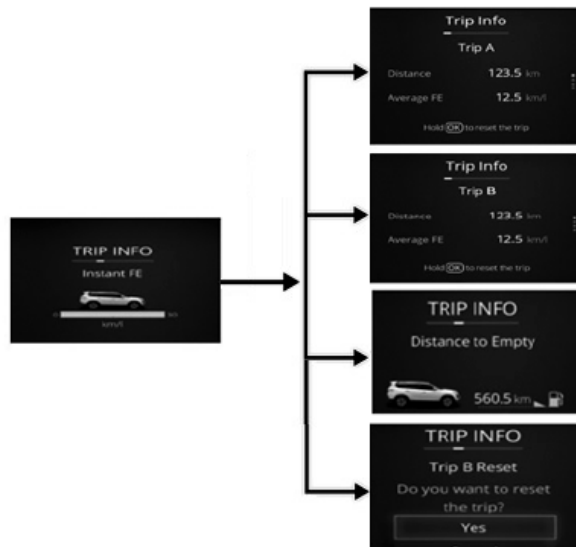 TRIP INFO
Instant FE
km/l
Trip Info
Trip A
Distance 123.5 km
Average FE 12.5 km/l
Hold OK to reset the trip
Trip Info
Trip B
Distance 123.5 km
Average FE 12.5 km/l
Hold OK to reset the trip
TRIP INFO
Distance to Empty
560.5 km
TRIP INFO
Trip B Reset
Do you want to reset
the trip?
Yes